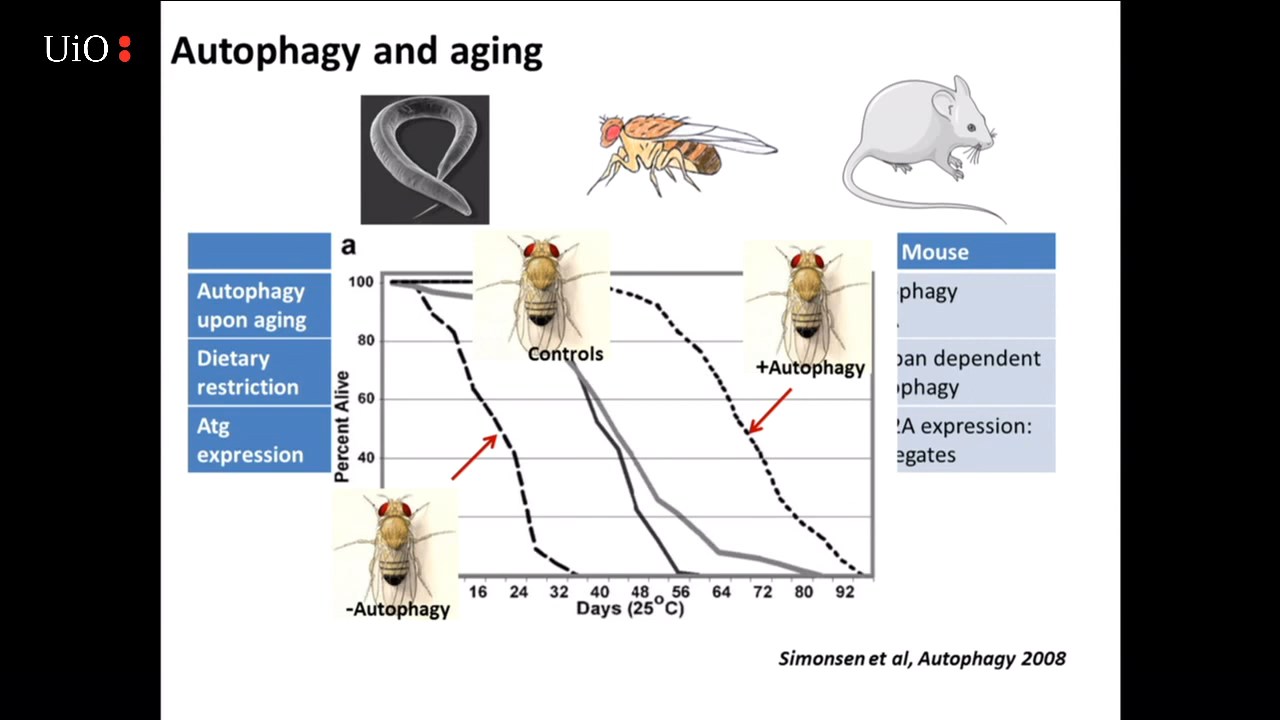 UiO
Autophagy and aging
a
Mouse
Autophagy
upon aging
Dietary
restriction
Atg
expression
phagy
dependent
phagy
expression:
egates
100
80
60
40
Percent Alive
Controls
+Autophagy
-Autophagy
16 24 32 40 48 56 64 72 80 92
Days (25°C)
Simonsen et al, Autophagy 2008